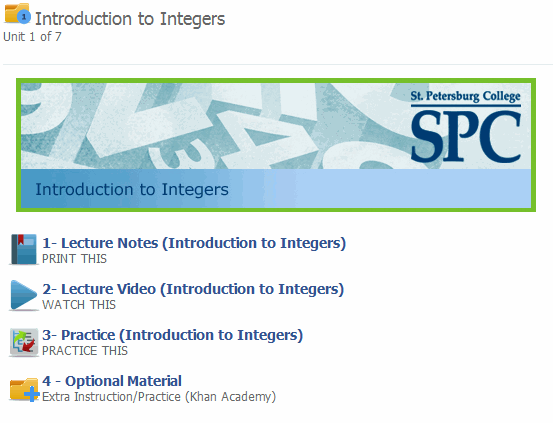 1
Introduction to Integers
Unit 1 of 7
St. Petersburg College
SPC
Introduction to Integers
1- Lecture Notes (Introduction to Integers)
PRINT THIS
2- Lecture Video (Introduction to Integers)
WATCH THIS
3- Practice (Introduction to Integers)
PRACTICE THIS
4 - Optional Material
Extra Instruction/Practice (Khan Academy)